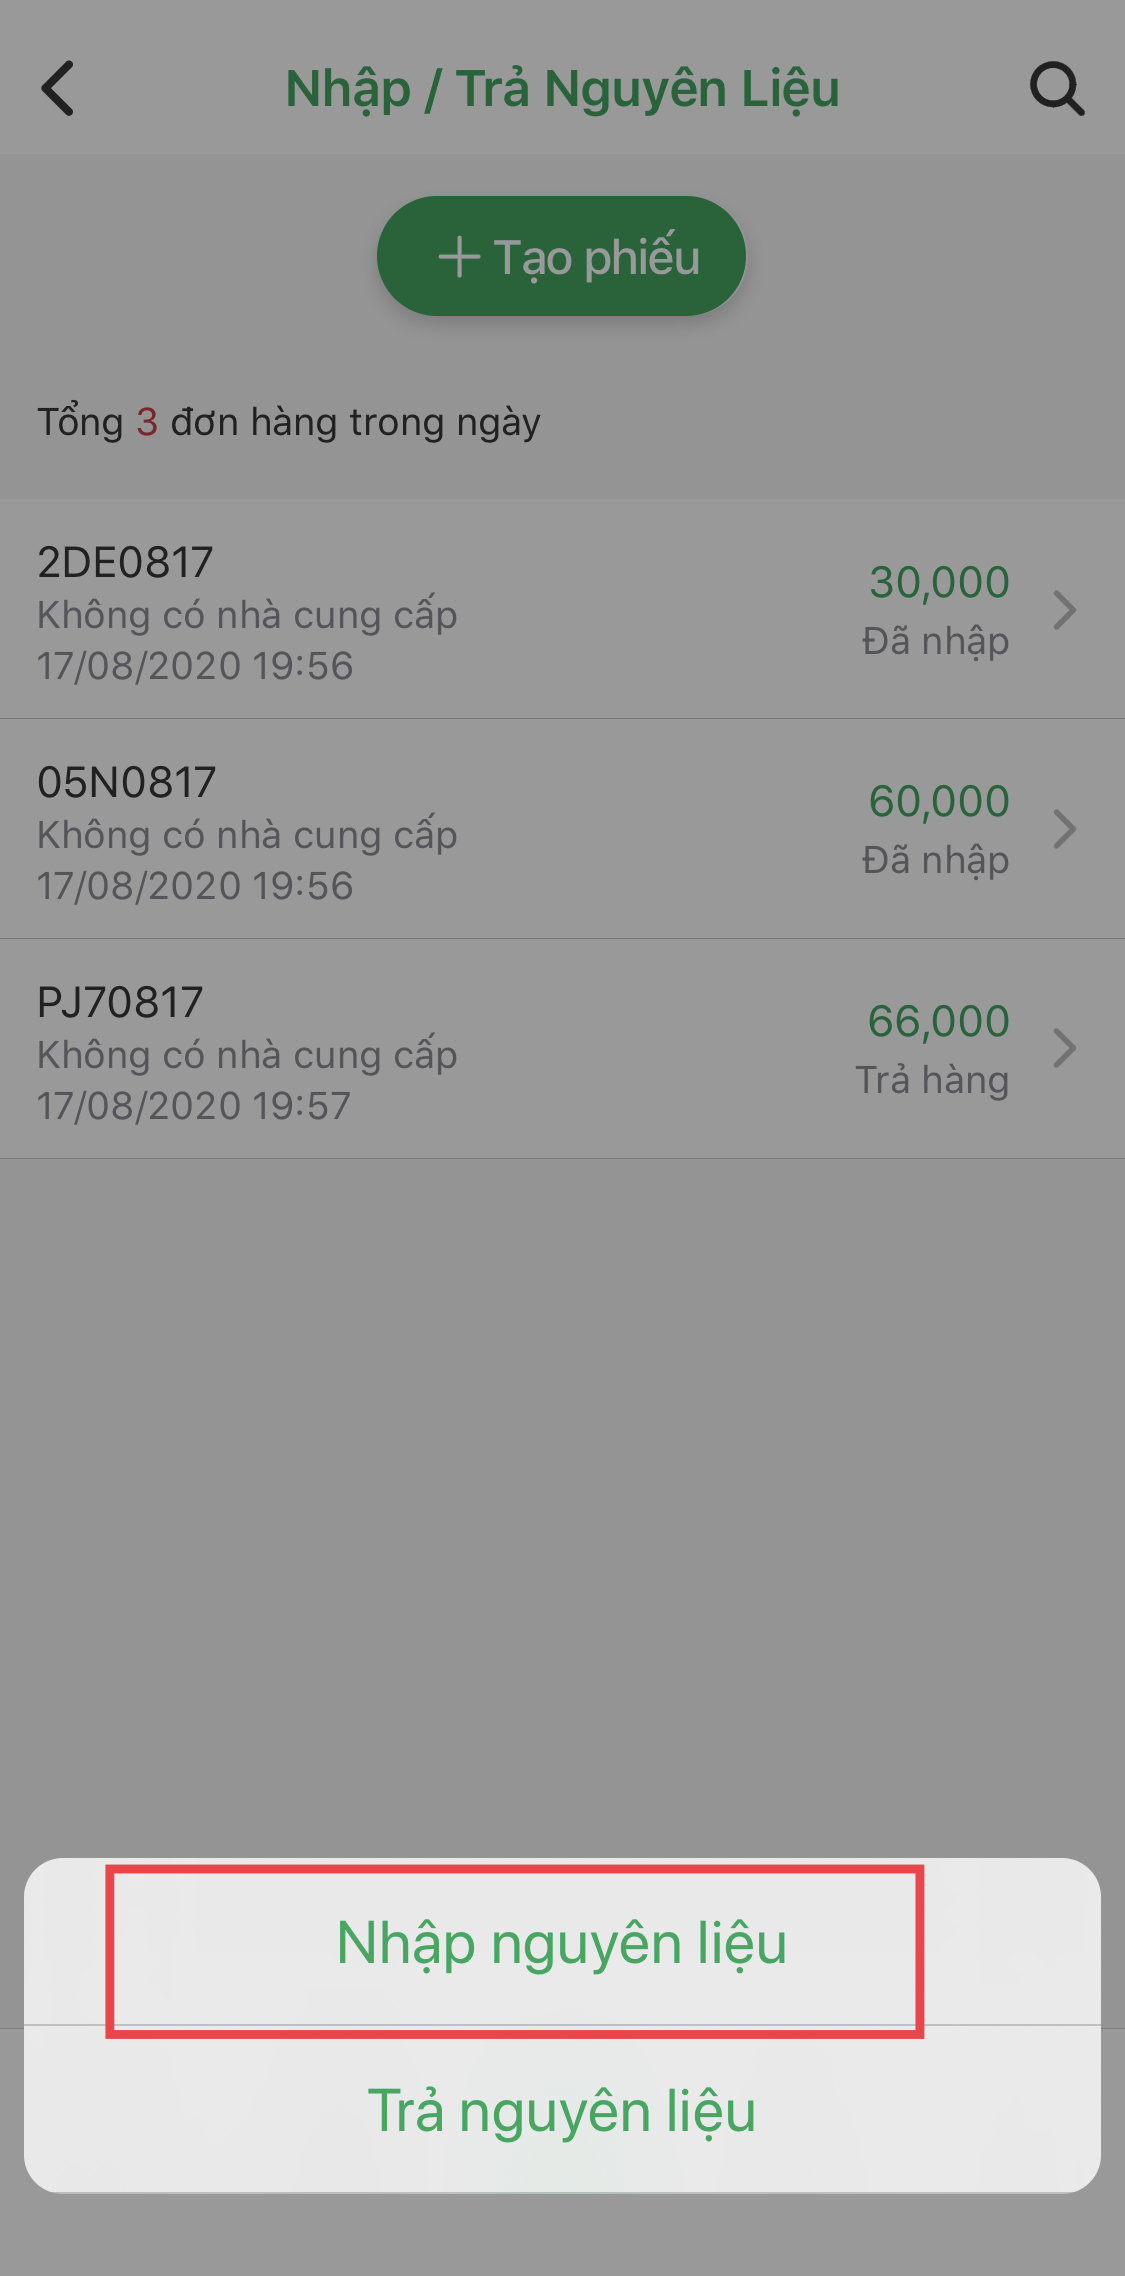 Nhập / Trả Nguyên Liệu
+ Tạo phiếu
Tổng 3 đơn hàng trong ngày
2DE0817
Không có nhà cung cấp
17/08/2020 19:56
30,000
Đã nhập
05N0817
Không có nhà cung cấp
17/08/2020 19:56
60,000
Đã nhập
PJ70817
Không có nhà cung cấp
17/08/2020 19:57
66,000
Trả hàng
Nhập nguyên liệu
Trả nguyên liệu